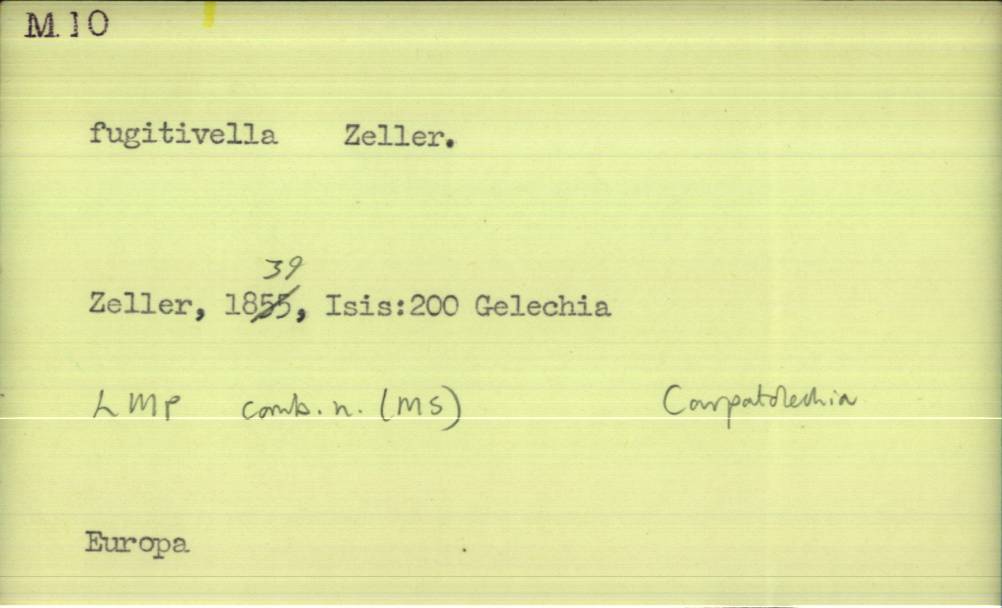 M.10
fugitivella Zeller.
39
Zeller, 1855, Isis:200 Gelechia
LMP comb.n. (MS) Carpatolechia
Europa